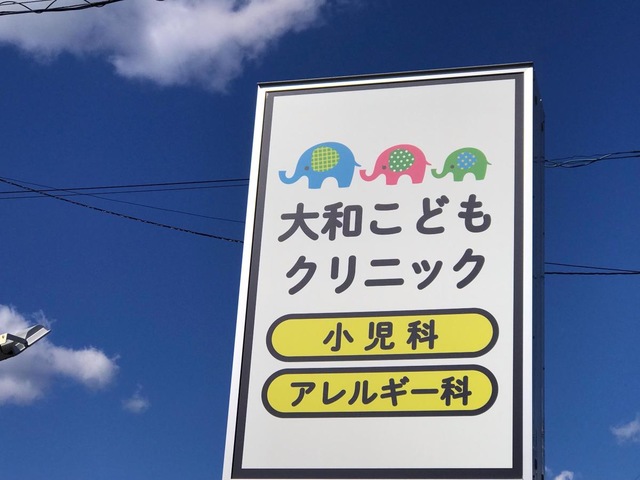 大和こども
クリニック
小児科
アレルギー科